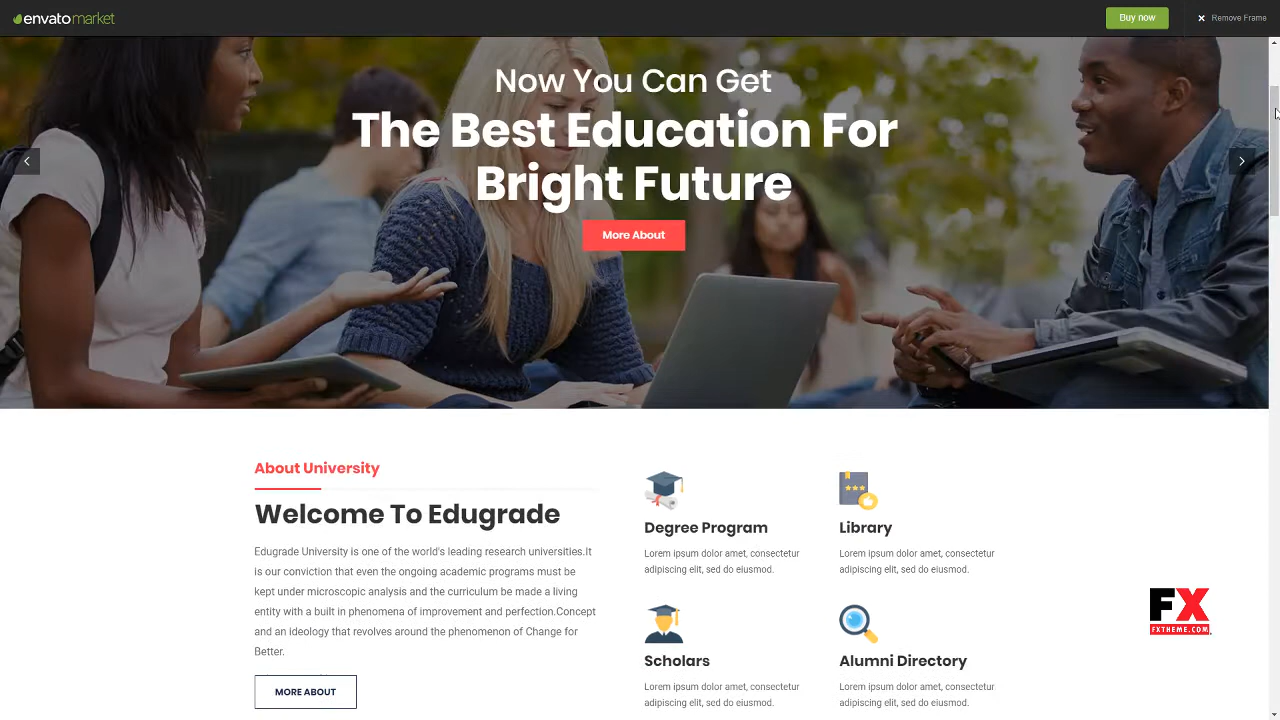 envato market
Buy now
Remove Frame
Now You Can Get
The Best Education For
Bright Future
More About
About University
Welcome To Edugrade
Edugrade University is one of the world's leading research universities.It
is our conviction that even the ongoing academic programs must be
kept under microscopic analysis and the curriculum be made a living
entity with a built in phenomena of improvement and perfection.Concept
and an ideology that revolves around the phenomenon of Change for
Better.
MORE ABOUT
Degree Program
Lorem ipsum dolor amet, consectetur
adipiscing elit, sed do eiusmod.
Library
Lorem ipsum dolor amet, consectetur
adipiscing elit, sed do eiusmod.
Scholars
Lorem ipsum dolor amet, consectetur
adipiscing elit, sed do eiusmod.
Alumni Directory
Lorem ipsum dolor amet, consectetur
adipiscing elit, sed do eiusmod.
FX
FXTHEME.COM